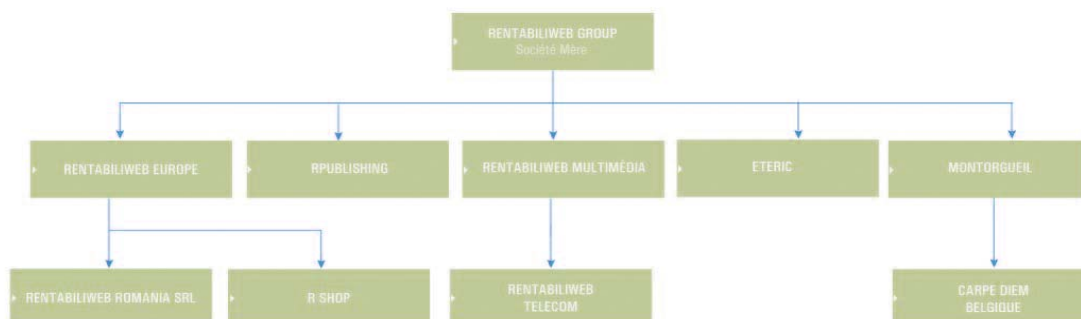 RENTABILIWEB GROUP
Société Mère
RENTABILIWEB EUROPE
RPUBLISHING
RENTABILIWEB MULTIMÉDIA
ETERIC
MONTORGUEIL
RENTABILIWEB ROMANIA SRL
R SHOP
RENTABILIWEB
TELECOM
CARPE DIEM
BELGIQUE